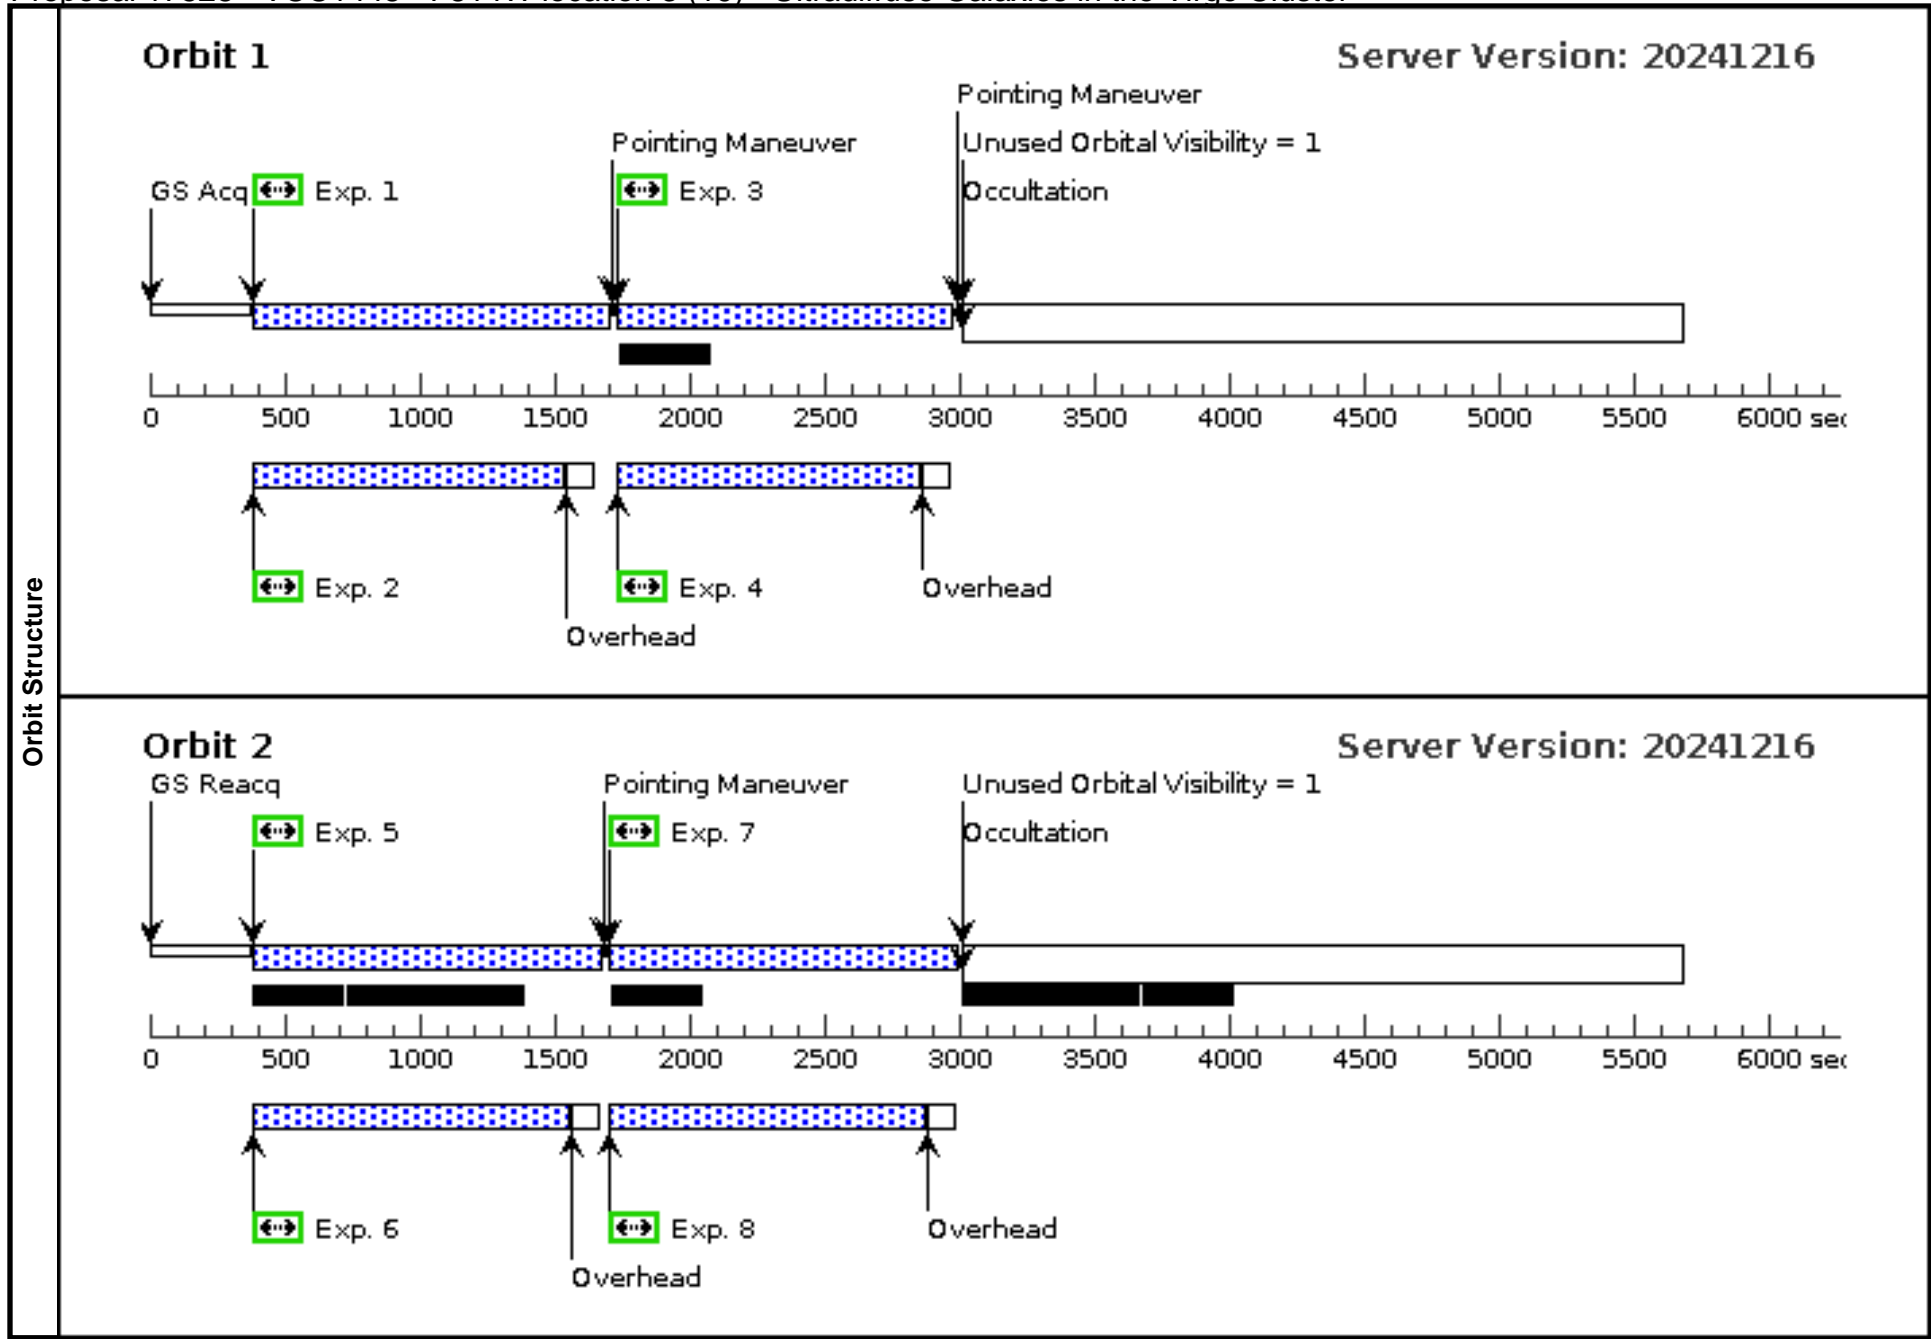 Orbit Structure
Orbit 1
Server Version: 20241216
Pointing Maneuver
Pointing Maneuver
Unused Orbital Visibility = 1
GS Acq
Exp. 1
Exp. 3
Occultation
0 500 1000 1500 2000 2500 3000 3500 4000 4500 5000 5500 6000
Exp. 2
Exp. 4
Overhead
Overhead
Orbit 2
Server Version: 20241216
GS Reacq
Pointing Maneuver
Unused Orbital Visibility = 1
Exp. 5
Exp. 7
Occultation
0 500 1000 1500 2000 2500 3000 3500 4000 4500 5000 5500 6000
Exp. 6
Exp. 8
Overhead
Overhead